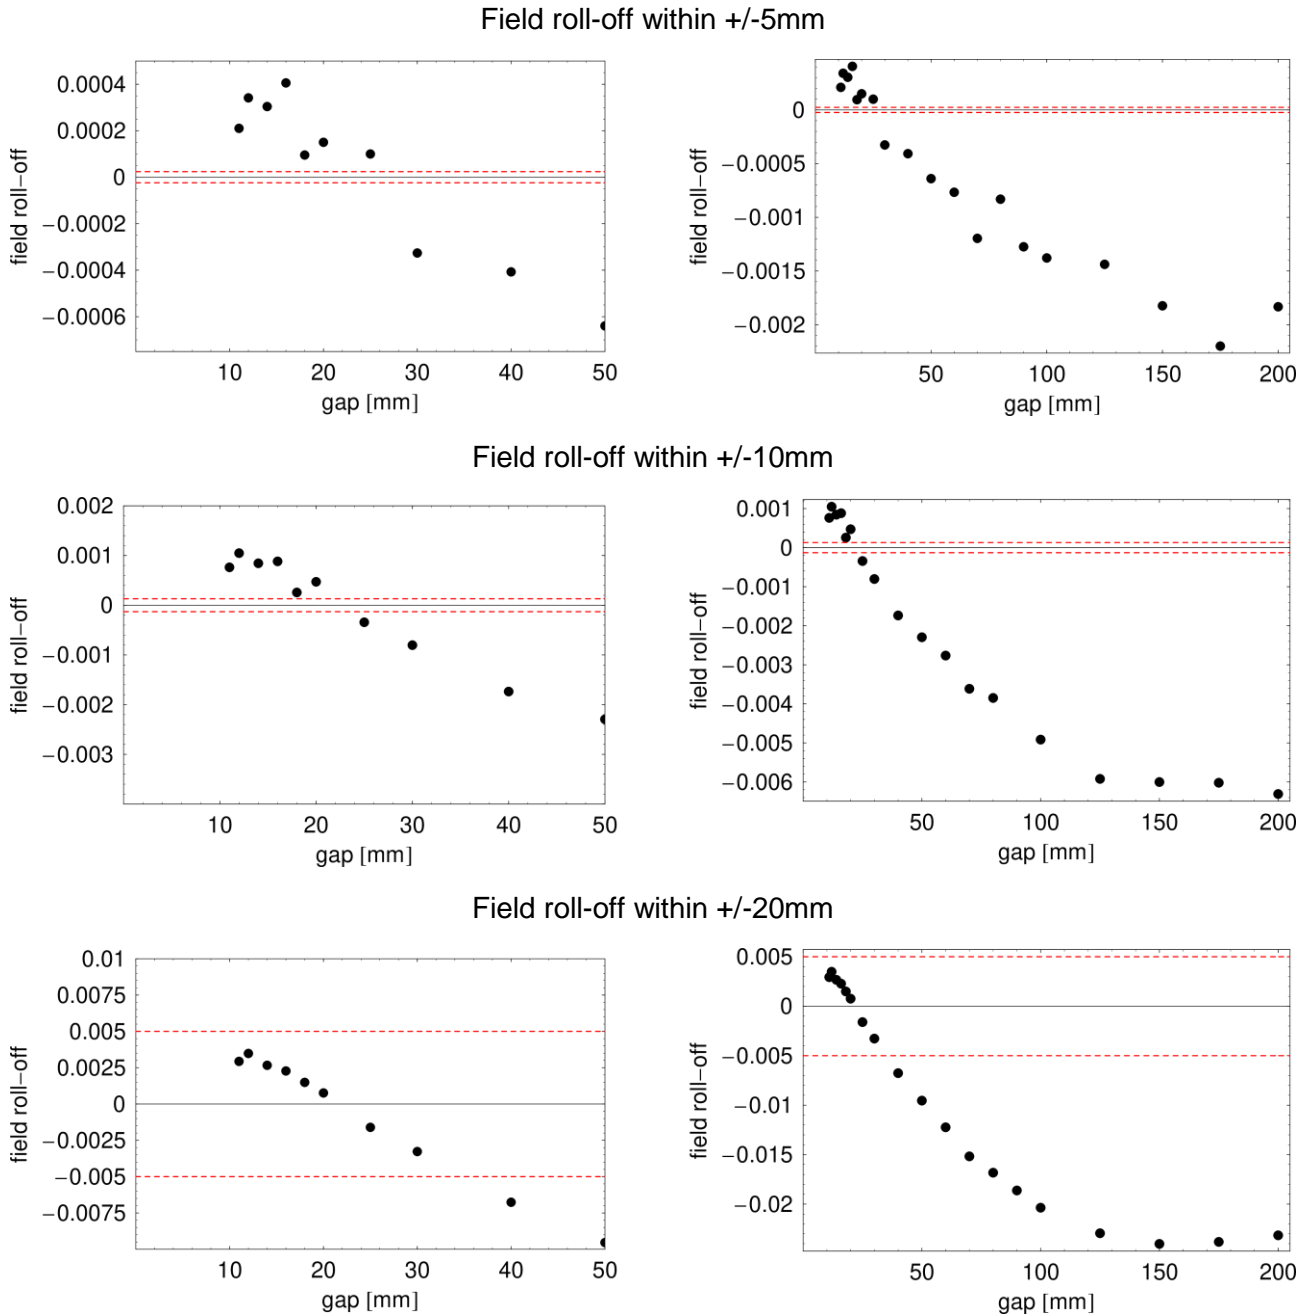 Field roll-off within +/-5mm
0.0004
0.0002
0
−0.0002
−0.0004
−0.0006
field roll−off
10 20 30 40 50
gap [mm]
0
−0.0005
−0.001
−0.0015
−0.002
field roll−off
50 100 150 200
gap [mm]
Field roll-off within +/-10mm
0.002
0.001
0
−0.001
−0.002
−0.003
field roll−off
10 20 30 40 50
gap [mm]
0.001
0
−0.001
−0.002
−0.003
−0.004
−0.005
−0.006
field roll−off
50 100 150 200
gap [mm]
Field roll-off within +/-20mm
0.01
0.0075
0.005
0.0025
0
−0.0025
−0.005
−0.0075
field roll−off
10 20 30 40 50
gap [mm]
0.005
0
−0.005
−0.01
−0.015
−0.02
field roll−off
50 100 150 200
gap [mm]